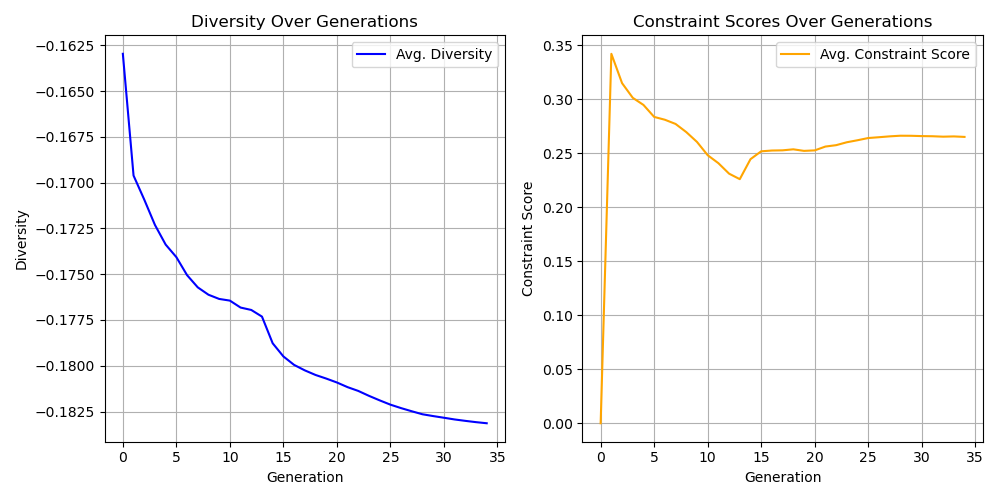 Diversity Over Generations
Avg. Diversity
−0.1625
−0.1650
−0.1675
−0.1700
−0.1725
−0.1750
−0.1775
−0.1800
−0.1825
Diversity
0 5 10 15 20 25 30 35
Generation
Constraint Scores Over Generations
Avg. Constraint Score
0.35
0.30
0.25
0.20
0.15
0.10
0.05
0.00
Constraint Score
0 5 10 15 20 25 30 35
Generation